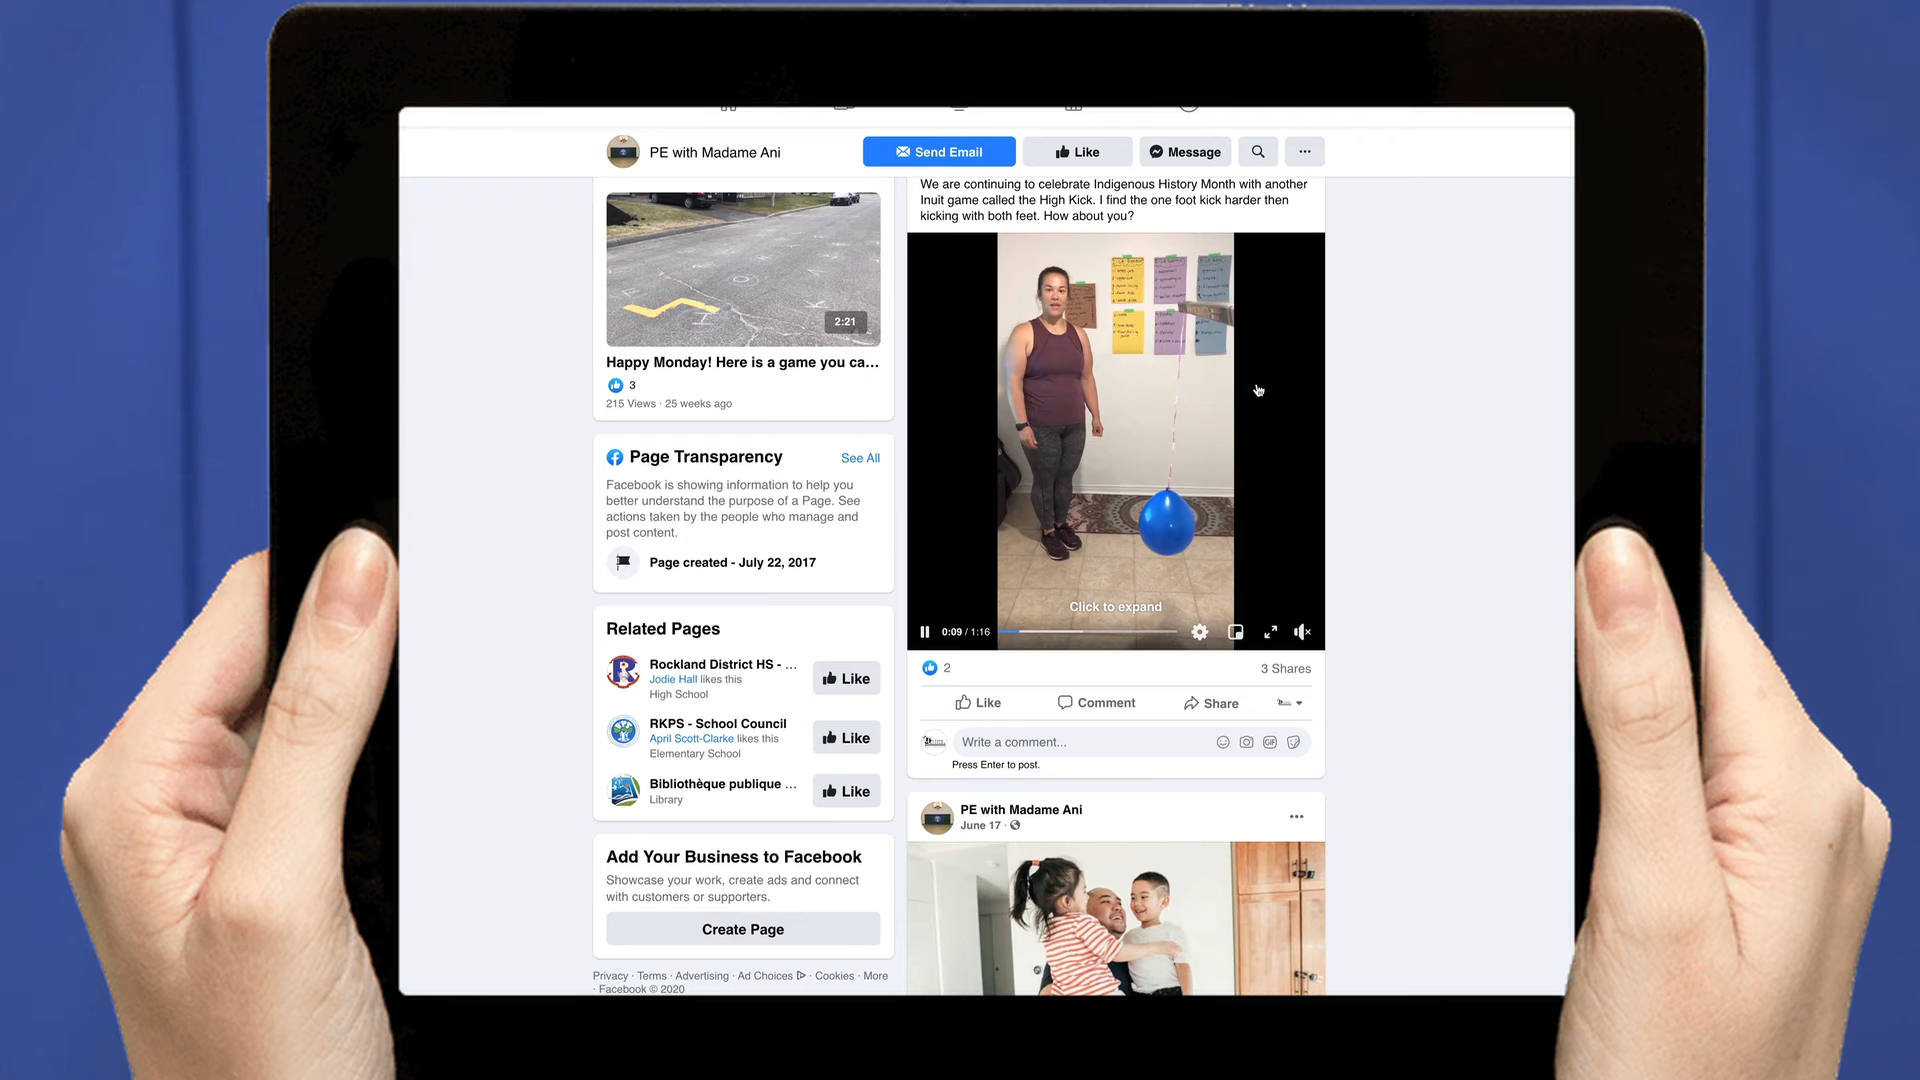 PE with Madame Ani
Send Email
Like
Message
We are continuing to celebrate Indigenous History Month with another
Inuit game called the High Kick. I find the one foot kick harder then
kicking with both feet. How about you?
2:21
Happy Monday! Here is a game you ca...
3
215 Views · 25 weeks ago
Page Transparency
See All
Facebook is showing information to help you
better understand the purpose of a Page. See
actions taken by the people who manage and
post content.
Page created - July 22, 2017
Related Pages
Rockland District HS - ...
Jodie Hall likes this
High School
Like
RKPS - School Council
April Scott-Clarke likes this
Elementary School
Like
Bibliothèque publique ...
Library
Like
Add Your Business to Facebook
Showcase your work, create ads and connect
with customers or supporters.
Create Page
Privacy · Terms · Advertising · Ad Choices · Cookies · More
· Facebook © 2020
Click to expand
0:09 / 1:16
2
3 Shares
Like
Comment
Share
Write a comment...
GIF
Press Enter to post.
PE with Madame Ani
June 17 ·